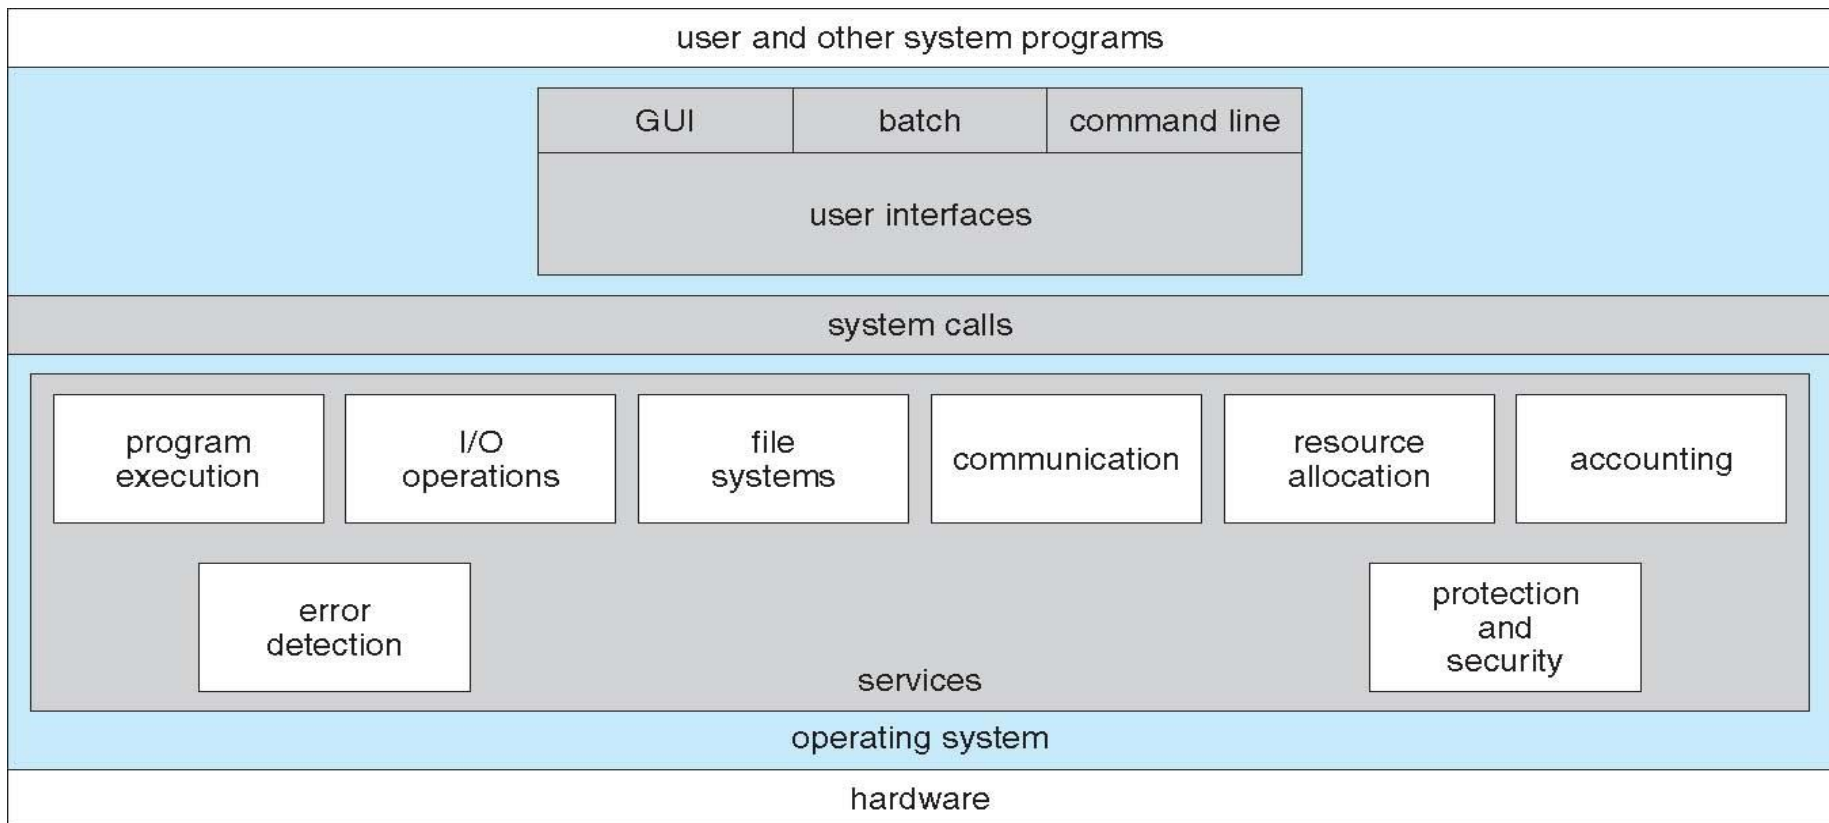 user and other system programs
GUI
batch
command line
user interfaces
system calls
program
execution
I/O
operations
file
systems
communication
resource
allocation
accounting
error
detection
protection
and
security
services
operating system
hardware